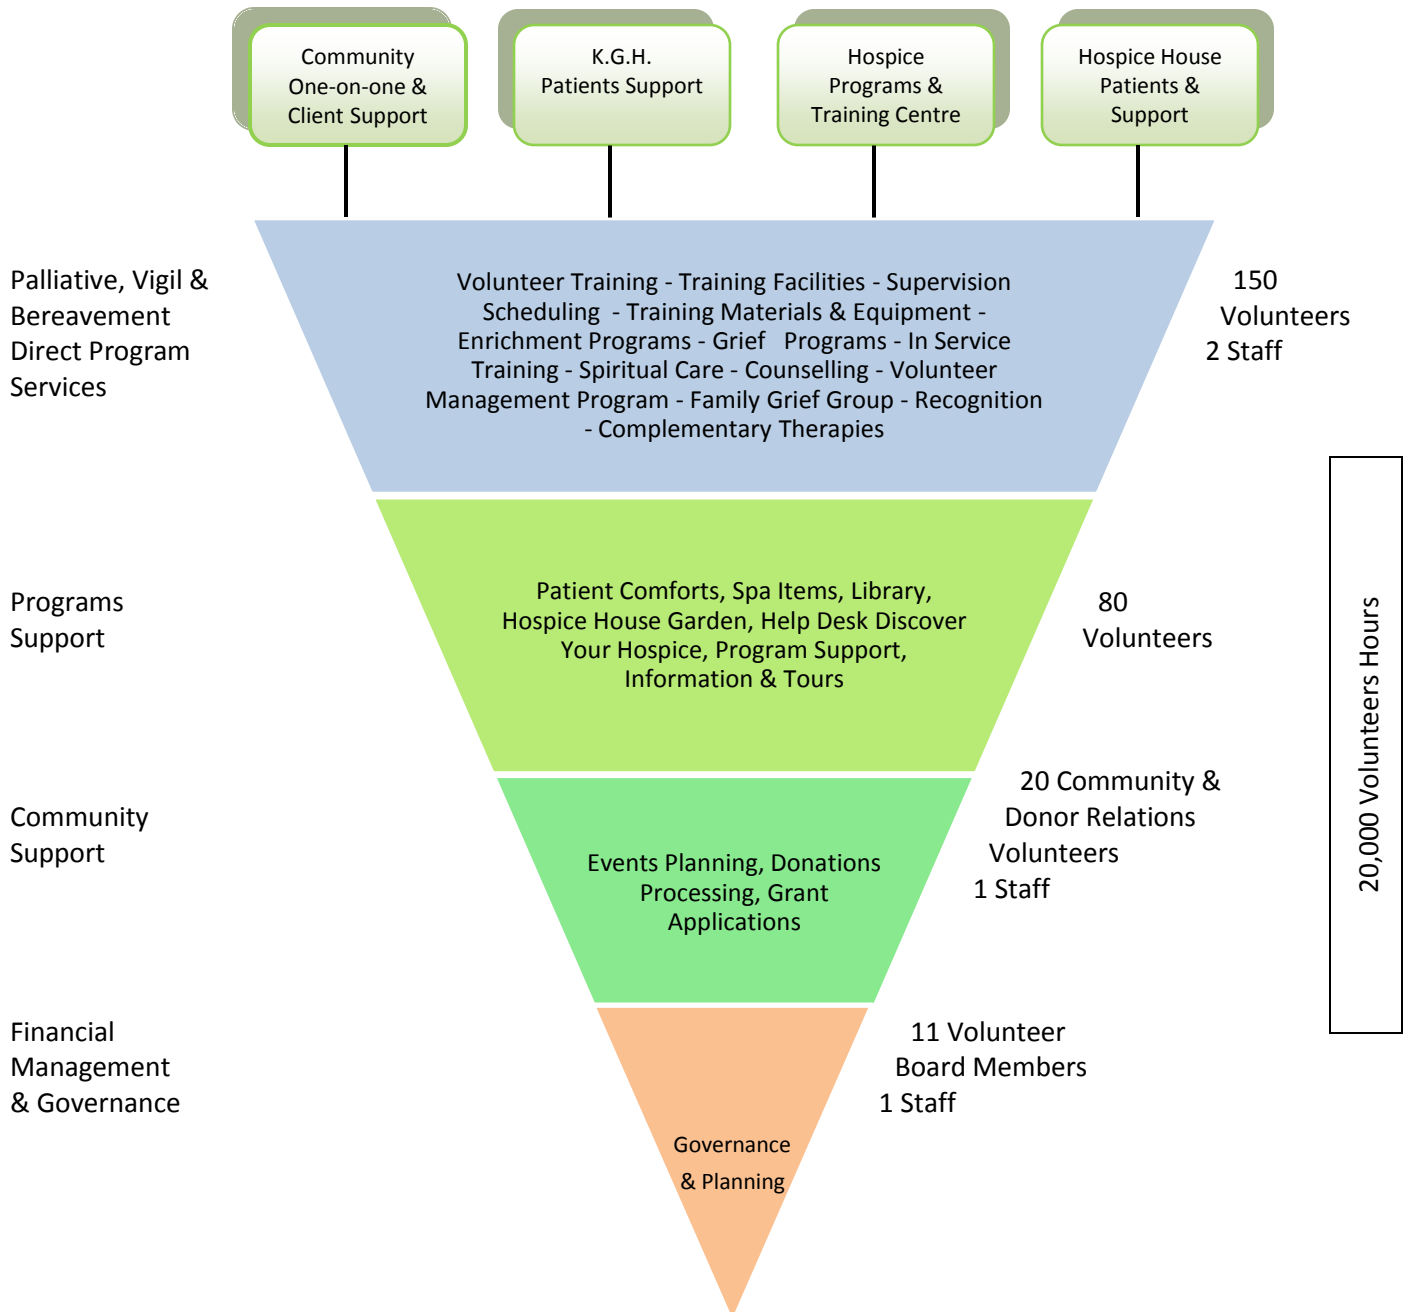 Community
One-on-one &
Client Support
K.G.H.
Patients Support
Hospice
Programs &
Training Centre
Hospice House
Patients &
Support
Palliative, Vigil &
Bereavement
Direct Program
Services
Volunteer Training - Training Facilities - Supervision
Scheduling - Training Materials & Equipment -
Enrichment Programs - Grief Programs - In Service
Training - Spiritual Care - Counselling - Volunteer
Management Program - Family Grief Group - Recognition
- Complementary Therapies
150
Volunteers
2 Staff
Programs
Support
Patient Comforts, Spa Items, Library,
Hospice House Garden, Help Desk Discover
Your Hospice, Program Support,
Information & Tours
80
Volunteers
Community
Support
Events Planning, Donations
Processing, Grant
Applications
20 Community &
Donor Relations
Volunteers
1 Staff
Financial
Management
& Governance
Governance
& Planning
11 Volunteer
Board Members
1 Staff
20,000 Volunteers Hours